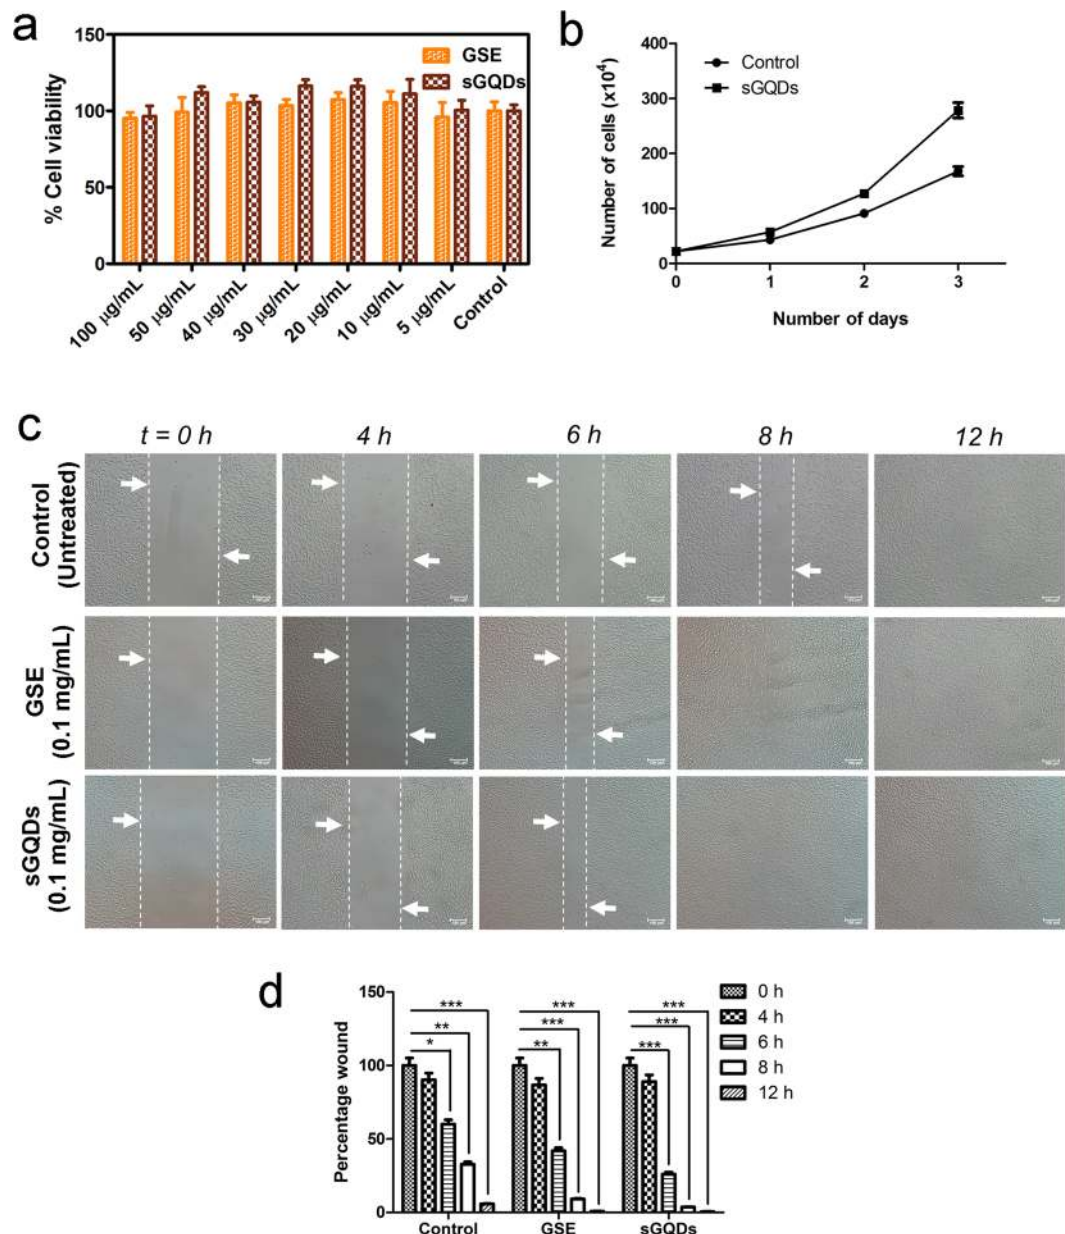 a
150
100
50
0
% Cell viability
GSE
sGQDs
100 µg/mL
50 µg/mL
40 µg/mL
30 µg/mL
20 µg/mL
10 µg/mL
5 µg/mL
Control
b
400
300
200
100
0
Number of cells (x10⁴)
Control
sGQDs
0 1 2 3
Number of days
c
t = 0 h 4 h 6 h 8 h 12 h
Control
(Untreated)
GSE
(0.1 mg/mL)
sGQDs
(0.1 mg/mL)
d
150
100
50
0
Percentage wound
*** *** ***
** *** ***
* ** ***
0 h
4 h
6 h
8 h
12 h
Control GSE sGQDs